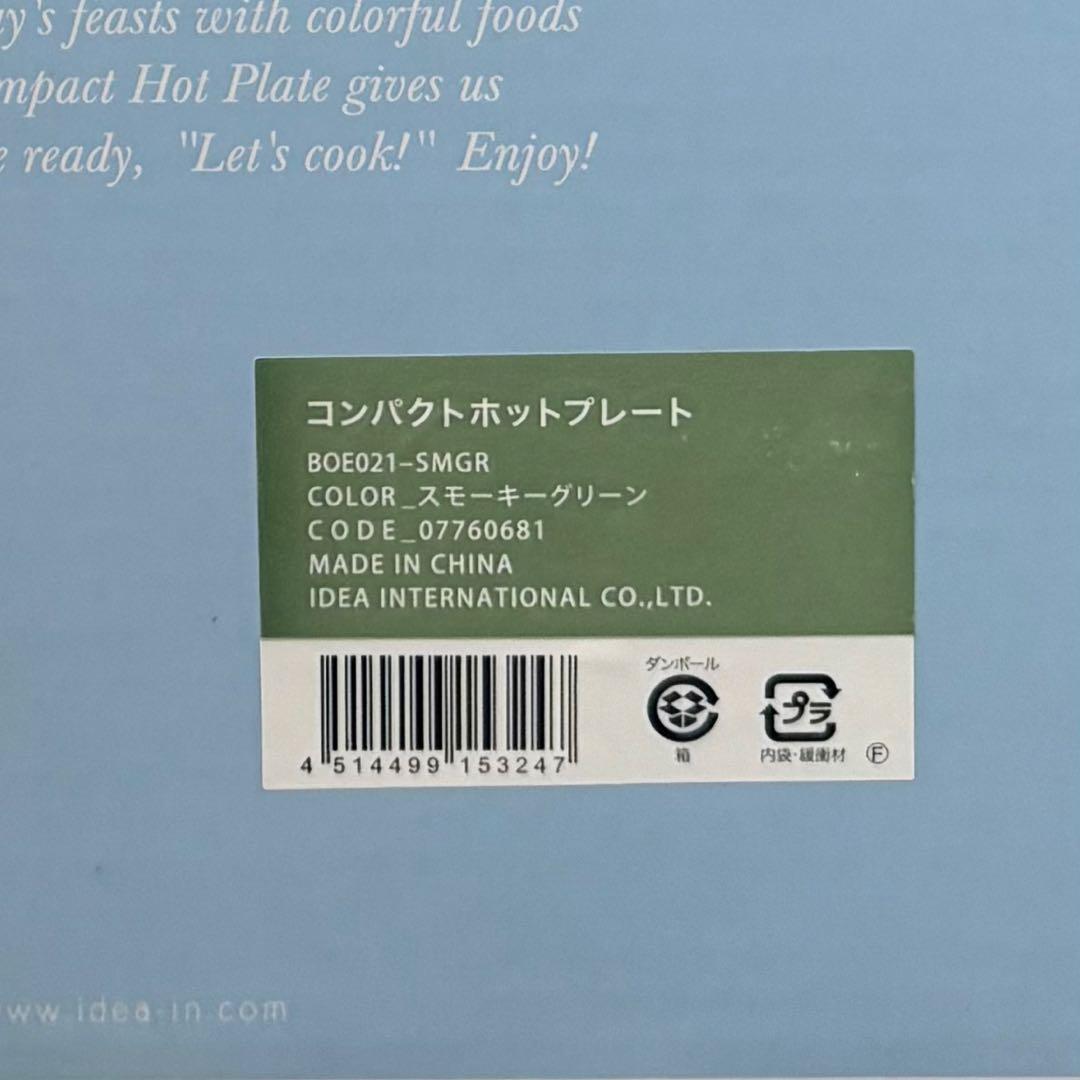 y's feasts with colorful foods
mpact Hot Plate gives us
e ready, "Let's cook!" Enjoy!
コンパクトホットプレート
BOE021-SMGR
COLOR_スモーキーグリーン
CODE_07760681
MADE IN CHINA
IDEA INTERNATIONAL CO.,LTD.
4 514499 153247
ダンボール
箱
プラ
内袋・緩衝材 Ⓕ
ww.idea-in.com